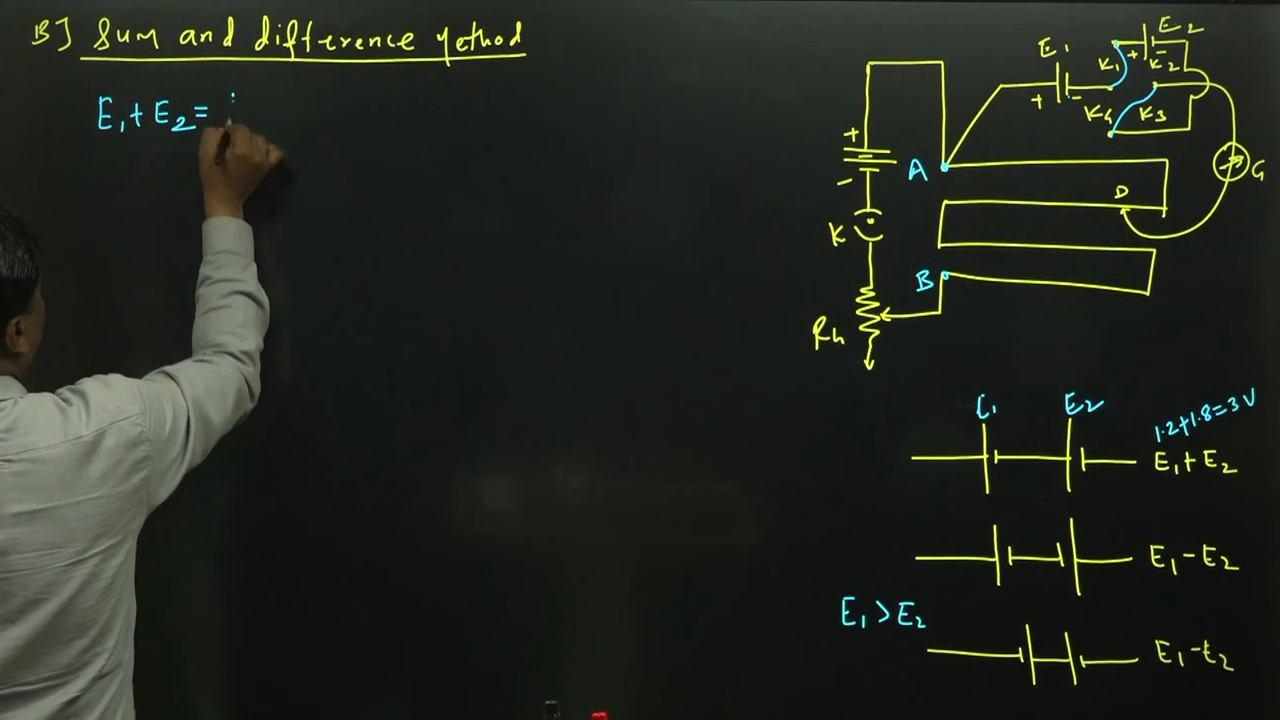 B] Sum and difference Method
E₁ + E₂ =
E₁
+ -
E₂
+ -
K₁
K₂
K₄
K₃
+
-
A
D
G
K
B
Rh
E₁ E₂
1.2+1.8=3V
E₁+E₂
E₁-E₂
E₁ > E₂
E₁-E₂